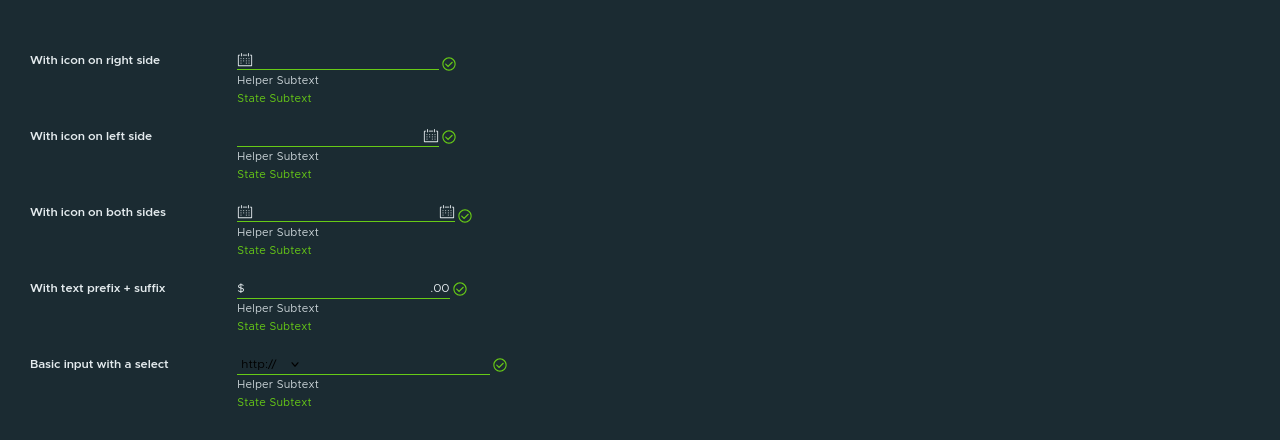 With icon on right side
Helper Subtext
State Subtext
With icon on left side
Helper Subtext
State Subtext
With icon on both sides
Helper Subtext
State Subtext
With text prefix + suffix $ .00
Helper Subtext
State Subtext
Basic input with a select http://
Helper Subtext
State Subtext